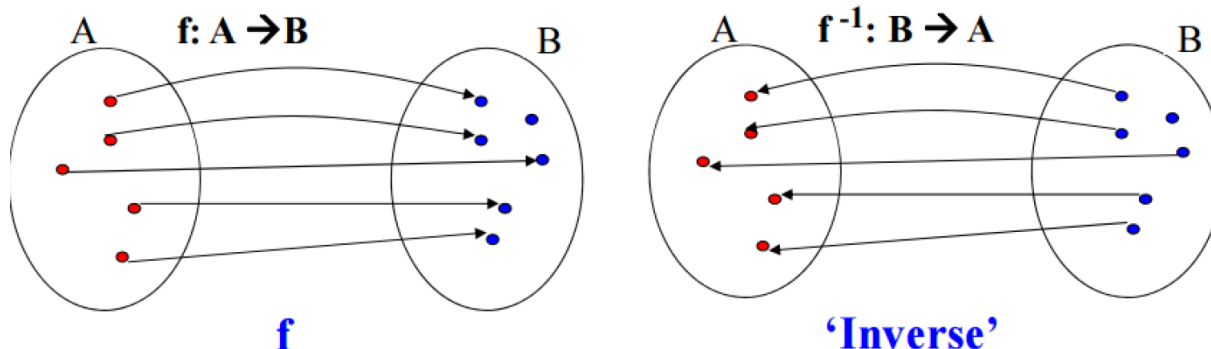 A
f: A → B
B
f
A
f⁻¹: B → A
B
‘Inverse’